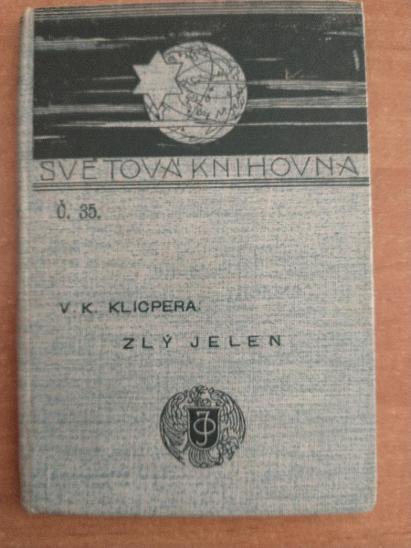 SVĚTOVÁ KNIHOVNA
Č. 35.
V. K. KLICPERA:
ZLÝ JELEN